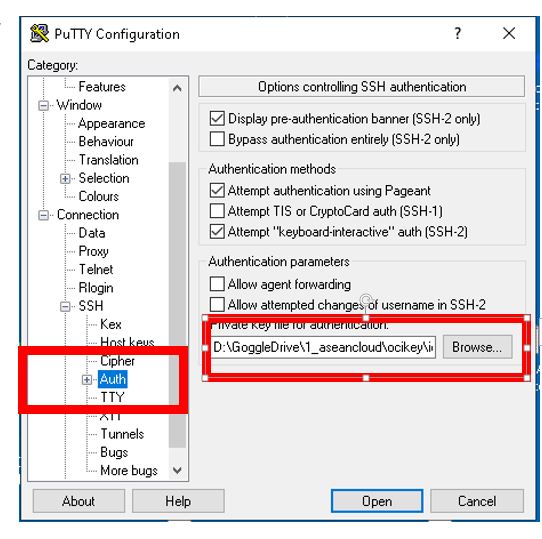 PuTTY Configuration
Category:
Features
Window
Appearance
Behaviour
Translation
Selection
Colours
Connection
Data
Proxy
Telnet
Rlogin
SSH
Kex
Host keys
Cipher
Auth
TTY
X11
Tunnels
Bugs
More bugs
Options controlling SSH authentication
Display pre-authentication banner (SSH-2 only)
Bypass authentication entirely (SSH-2 only)
Authentication methods
Attempt authentication using Pageant
Attempt TIS or CryptoCard auth (SSH-1)
Attempt "keyboard-interactive" auth (SSH-2)
Authentication parameters
Allow agent forwarding
Allow attempted changes of username in SSH-2
Private key file for authentication:
D:\GoggleDrive\1_aseancloud\ocikey\i
Browse...
About
Help
Open
Cancel